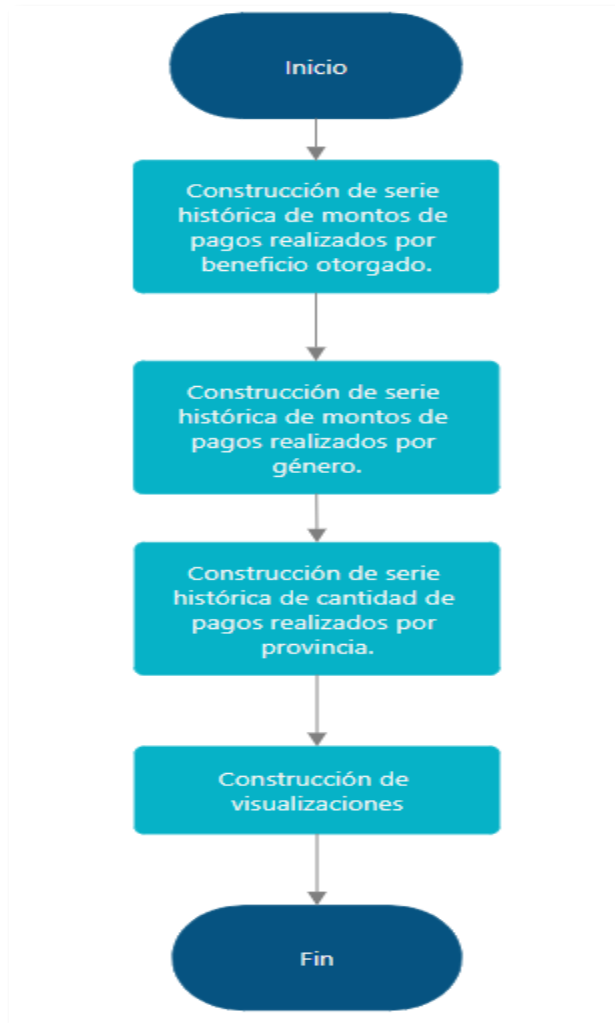 Inicio
Construcción de serie
histórica de montos de
pagos realizados por
beneficio otorgado.
Construcción de serie
histórica de montos de
pagos realizados por
género.
Construcción de serie
histórica de cantidad de
pagos realizados por
provincia.
Construcción de
visualizaciones
Fin